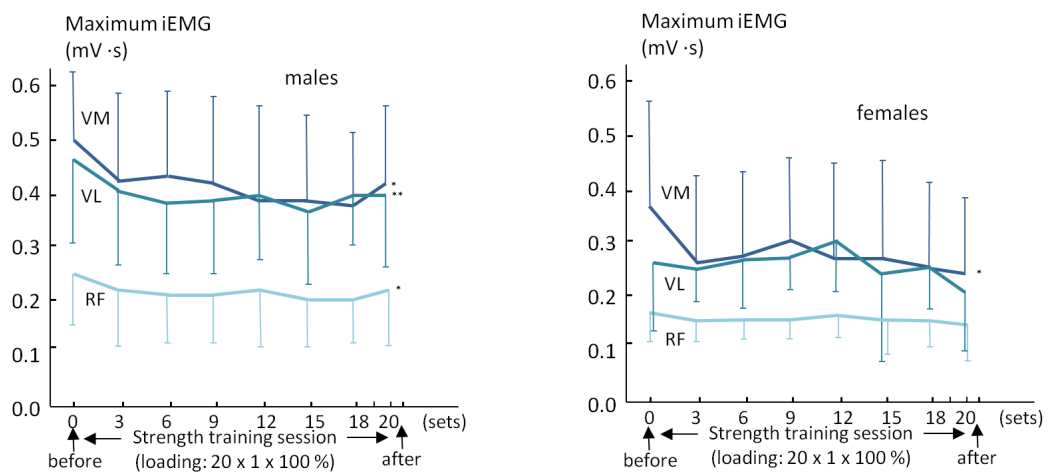 Maximum iEMG
(mV ·s)
males
0.6
0.5
0.4
0.3
0.2
0.1
0.0
VM
VL
RF
*
**
*
0 3 6 9 12 15 18 20 (sets)
Strength training session
before (loading: 20 x 1 x 100 %) after
Maximum iEMG
(mV ·s)
females
0.6
0.5
0.4
0.3
0.2
0.1
0.0
VM
VL
RF
*
0 3 6 9 12 15 18 20 (sets)
Strength training session
before (loading: 20 x 1 x 100 %) after